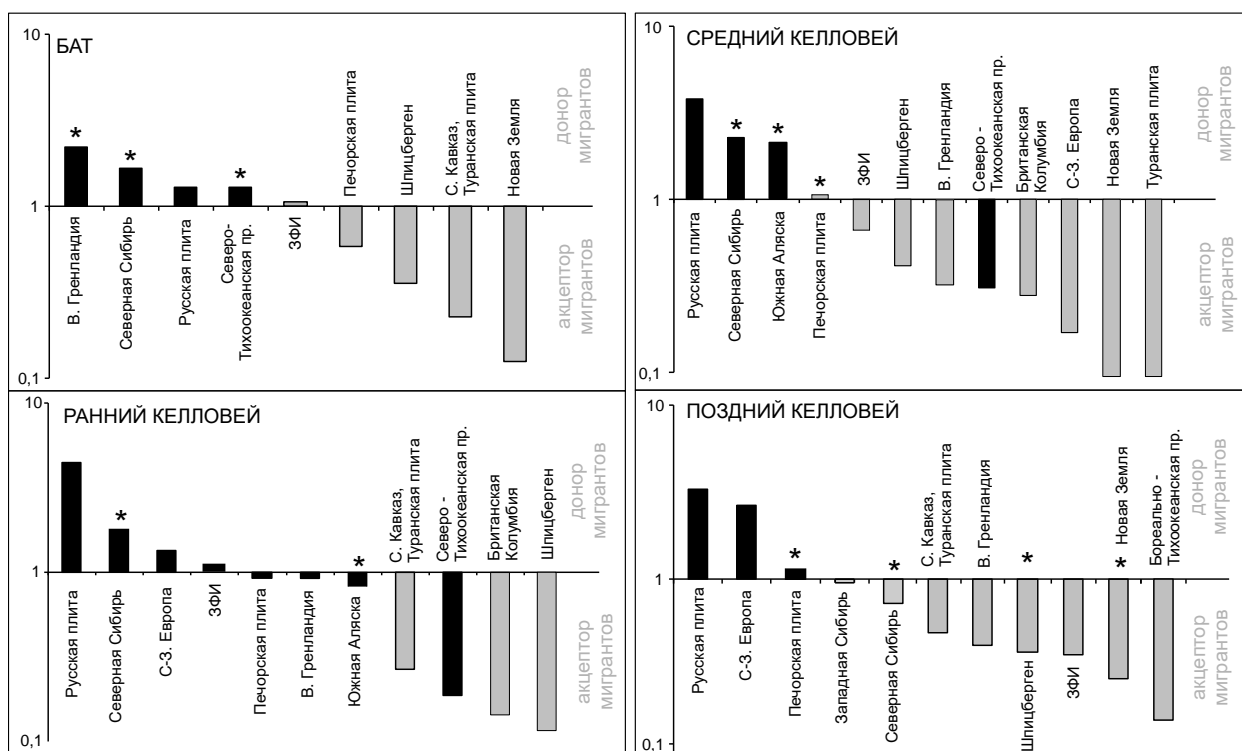 БАТ
10
1
0,1
*
*
*
В. Гренландия
Северная Сибирь
Русская плита
Северо-
Тихоокеанская пр.
ЗФИ
Печорская плита
Шпицберген
С. Кавказ,
Туранская плита
Новая Земля
донор
мигрантов
акцептор
мигрантов
СРЕДНИЙ КЕЛЛОВЕЙ
10
1
0,1
*
*
*
Русская плита
Северная Сибирь
Южная Аляска
Печорская плита
ЗФИ
Шпицберген
В. Гренландия
Северо -
Тихоокеанская пр.
Британская
Колумбия
С-З. Европа
Новая Земля
Туранская плита
донор
мигрантов
акцептор
мигрантов
РАННИЙ КЕЛЛОВЕЙ
10
1
0,1
*
*
Русская плита
Северная Сибирь
С-З. Европа
ЗФИ
Печорская плита
В. Гренландия
Южная Аляска
С. Кавказ,
Туранская плита
Северо -
Тихоокеанская пр.
Британская
Колумбия
Шпицберген
донор
мигрантов
акцептор
мигрантов
ПОЗДНИЙ КЕЛЛОВЕЙ
10
1
0,1
*
*
*
*
Русская плита
С-З. Европа
Печорская плита
Западная Сибирь
Северная Сибирь
С. Кавказ,
Туранская плита
В. Гренландия
Шпицберген
ЗФИ
Новая Земля
Бореально -
Тихоокеанская пр.
донор
мигрантов
акцептор
мигрантов